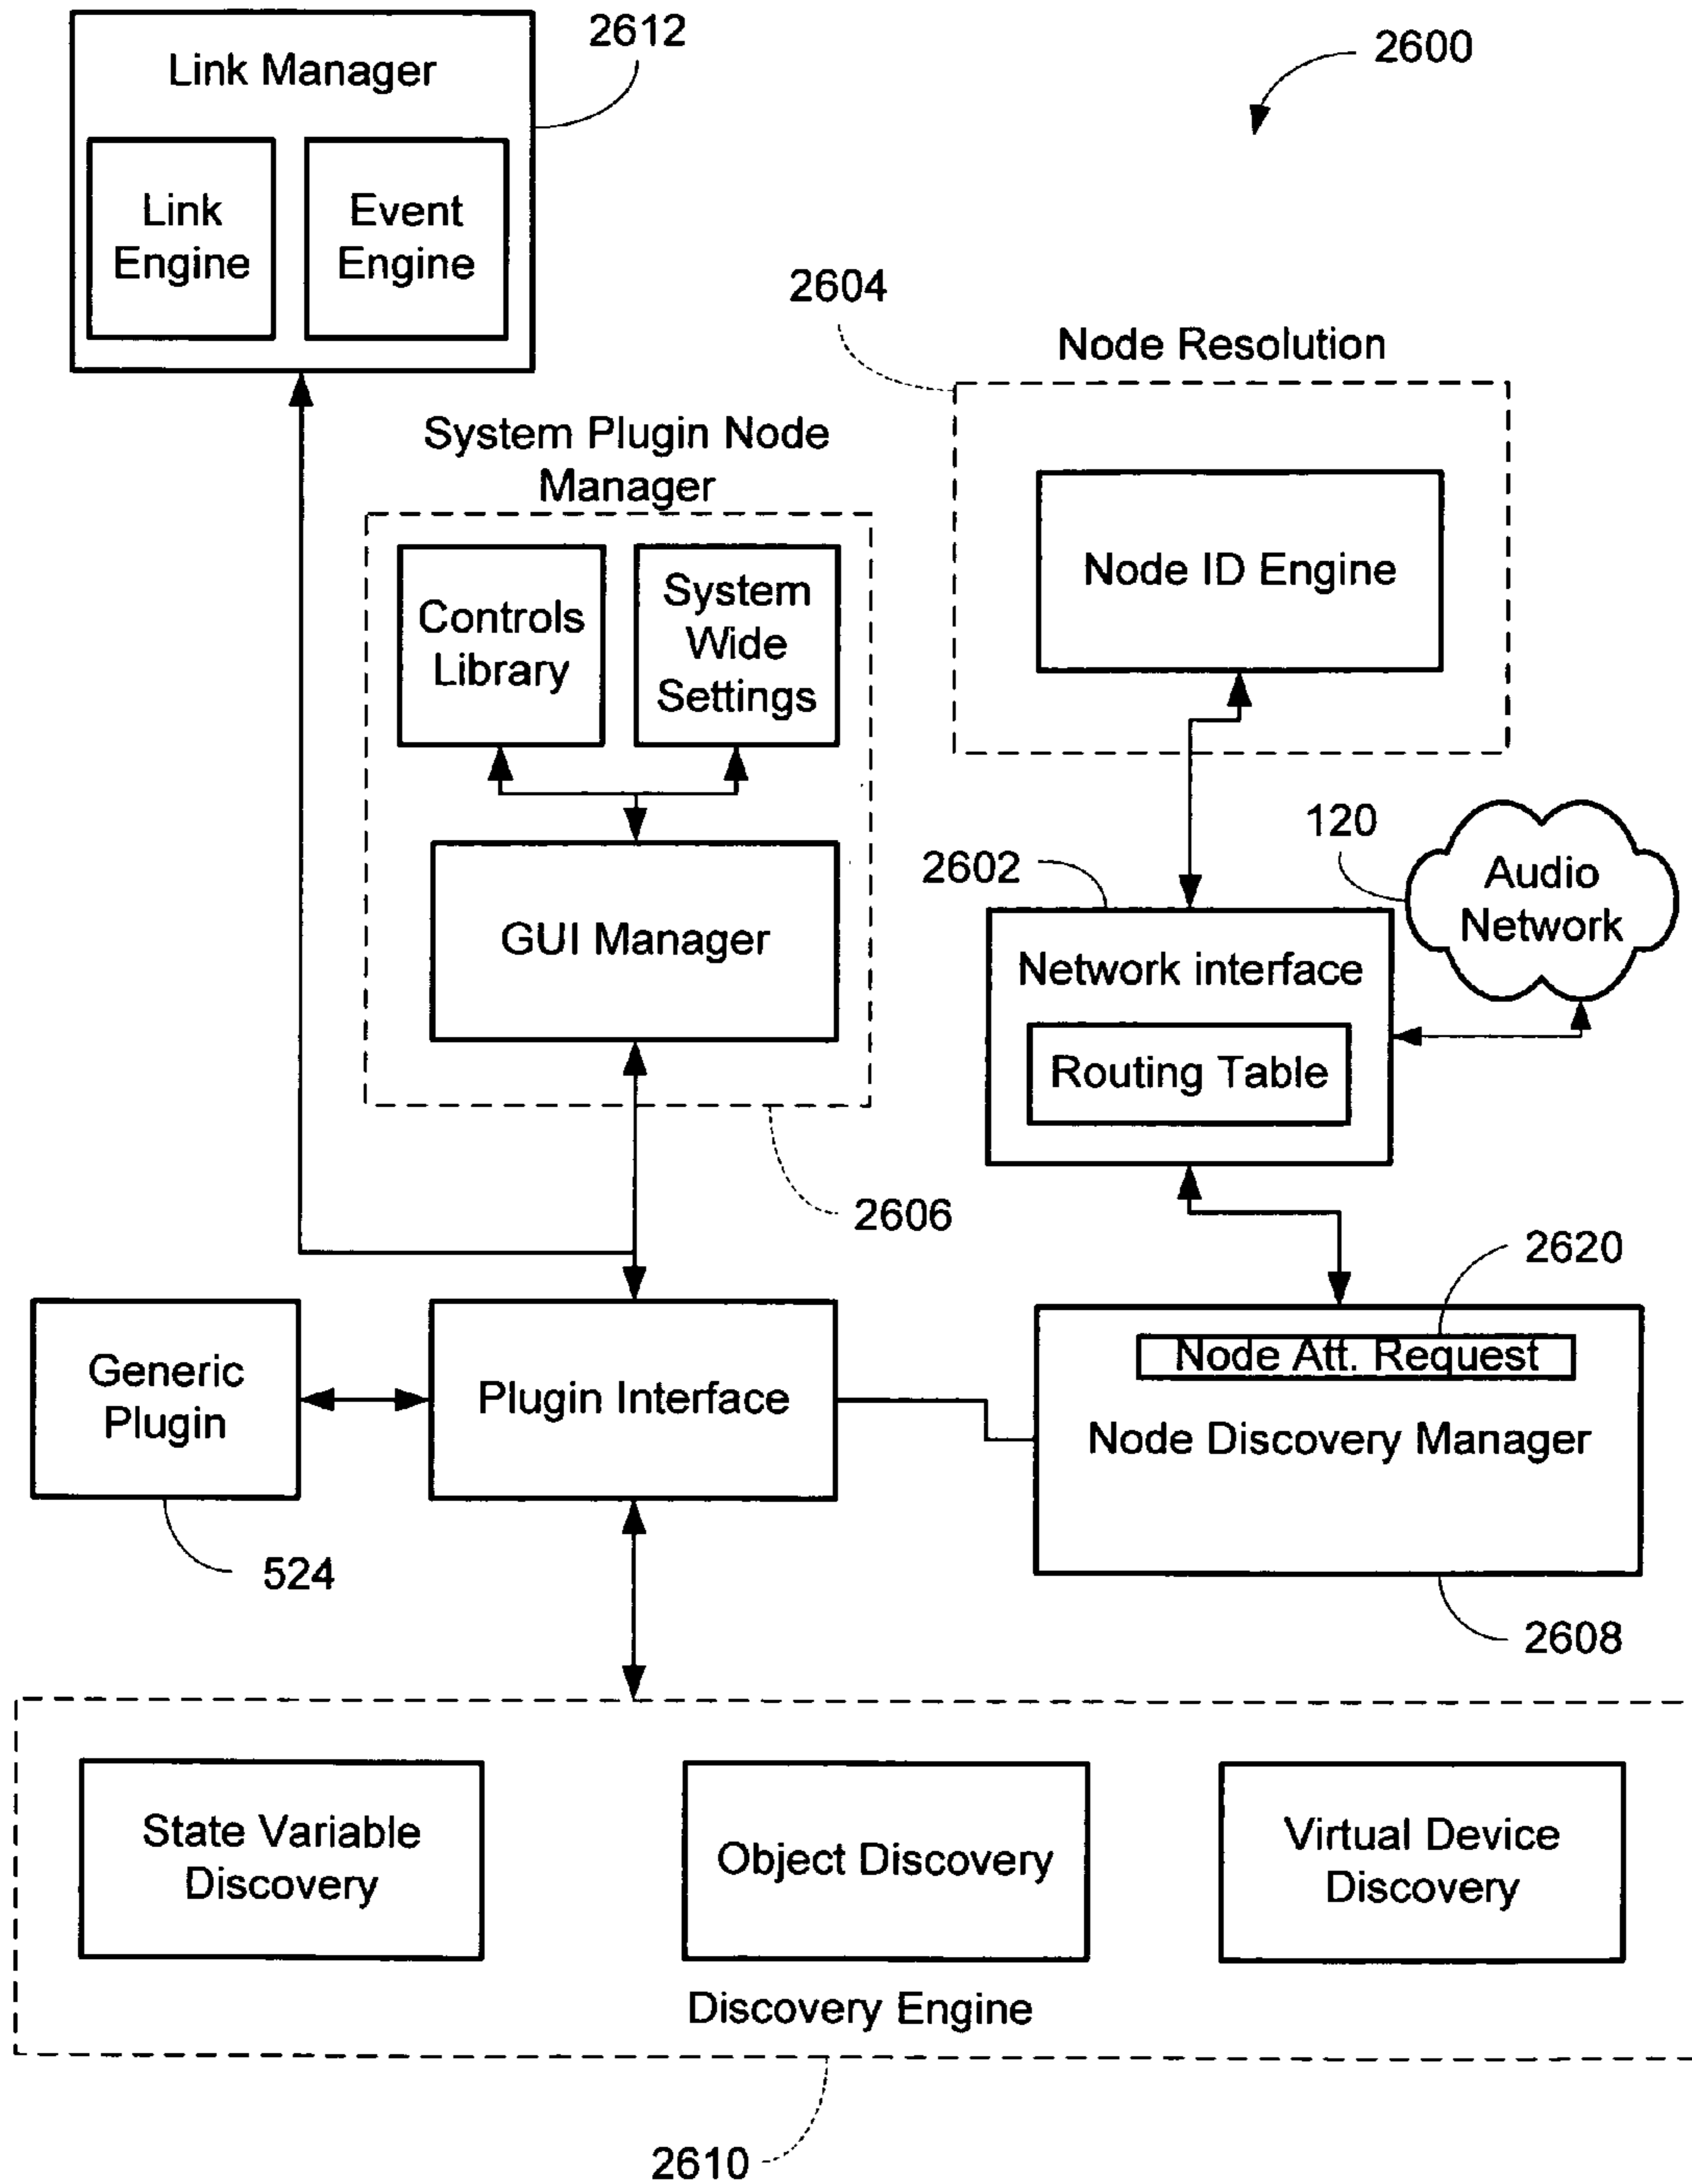 2612
2600
Link Manager
Link
Engine
Event
Engine
2604
Node Resolution
System Plugin Node
Manager
Controls
Library
System
Wide
Settings
Node ID Engine
120
Audio
Network
2602
GUI Manager
Network interface
Routing Table
2606
2620
Generic
Plugin
Plugin Interface
Node Att. Request
Node Discovery Manager
524
2608
State Variable
Discovery
Object Discovery
Virtual Device
Discovery
Discovery Engine
2610